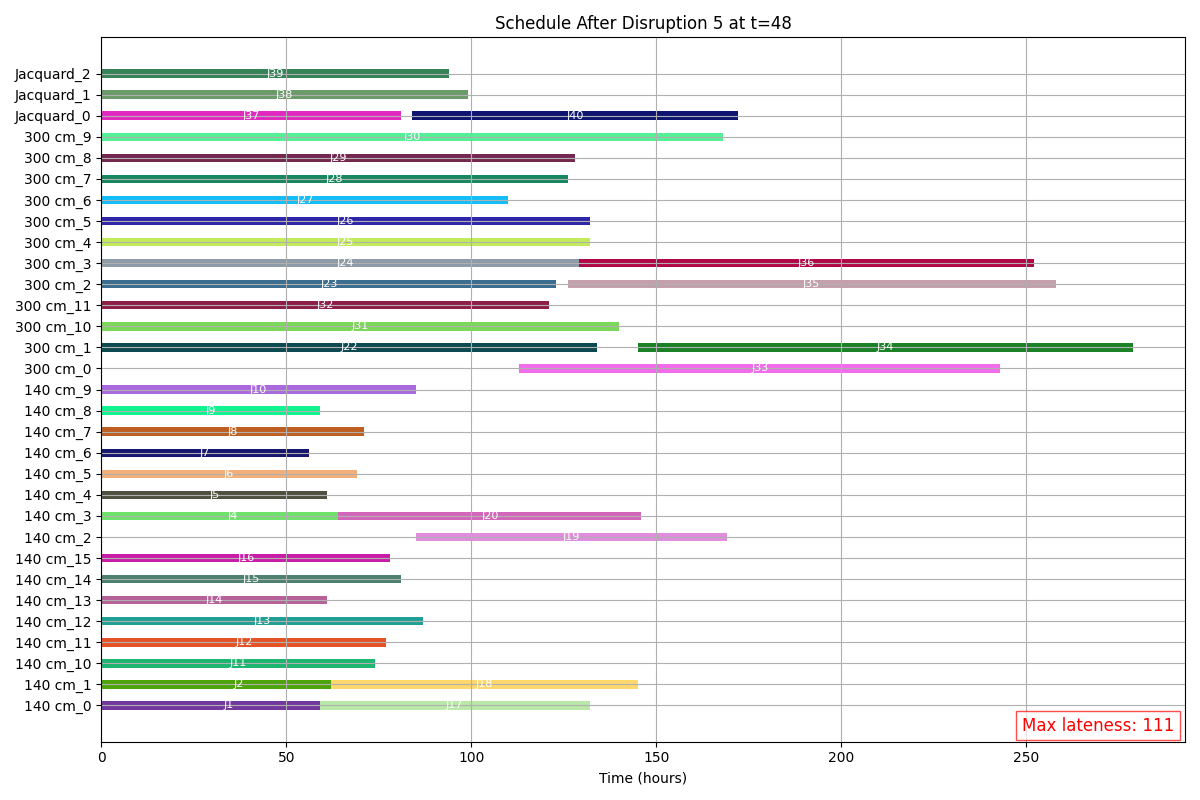 Schedule After Disruption 5 at t=48
Jacquard_2 J39
Jacquard_1 J38
Jacquard_0 J37 J40
300 cm_9 J30
300 cm_8 J29
300 cm_7 J28
300 cm_6 J27
300 cm_5 J26
300 cm_4 J25
300 cm_3 J24 J36
300 cm_2 J23 J35
300 cm_11 J32
300 cm_10 J31
300 cm_1 J22 J34
300 cm_0 J33
140 cm_9 J10
140 cm_8 J9
140 cm_7 J8
140 cm_6 J7
140 cm_5 J6
140 cm_4 J5
140 cm_3 J4 J20
140 cm_2 J19
140 cm_15 J16
140 cm_14 J15
140 cm_13 J14
140 cm_12 J13
140 cm_11 J12
140 cm_10 J11
140 cm_1 J2 J18
140 cm_0 J1 J17
Max lateness: 111
0 50 100 150 200 250
Time (hours)